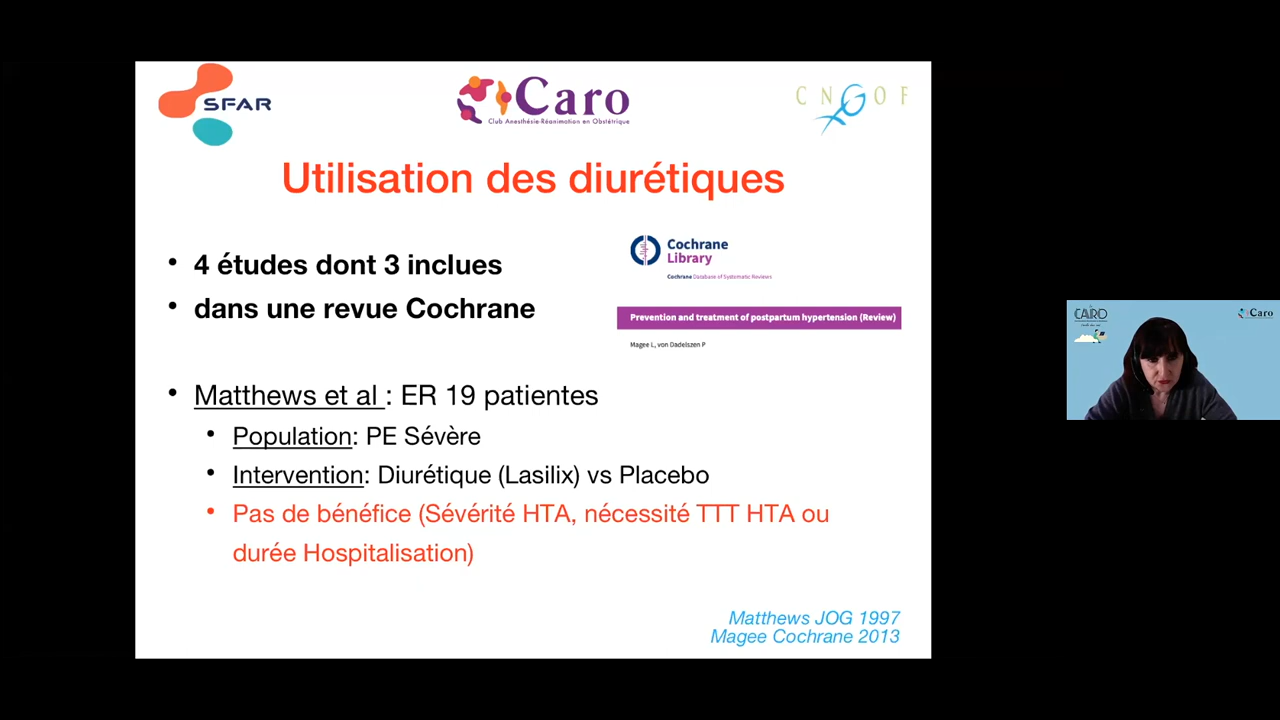 SFAR
Caro
Club Anesthésie-Réanimation en Obstétrique
CNGOF
Utilisation des diurétiques
• 4 études dont 3 inclues
• dans une revue Cochrane
Cochrane
Library
Cochrane Database of Systematic Reviews
Prevention and treatment of postpartum hypertension (Review)
Magee L, von Dadelszen P
• Matthews et al : ER 19 patientes
• Population: PE Sévère
• Intervention: Diurétique (Lasilix) vs Placebo
• Pas de bénéfice (Sévérité HTA, nécessité TTT HTA ou
durée Hospitalisation)
Matthews JOG 1997
Magee Cochrane 2013
Caro